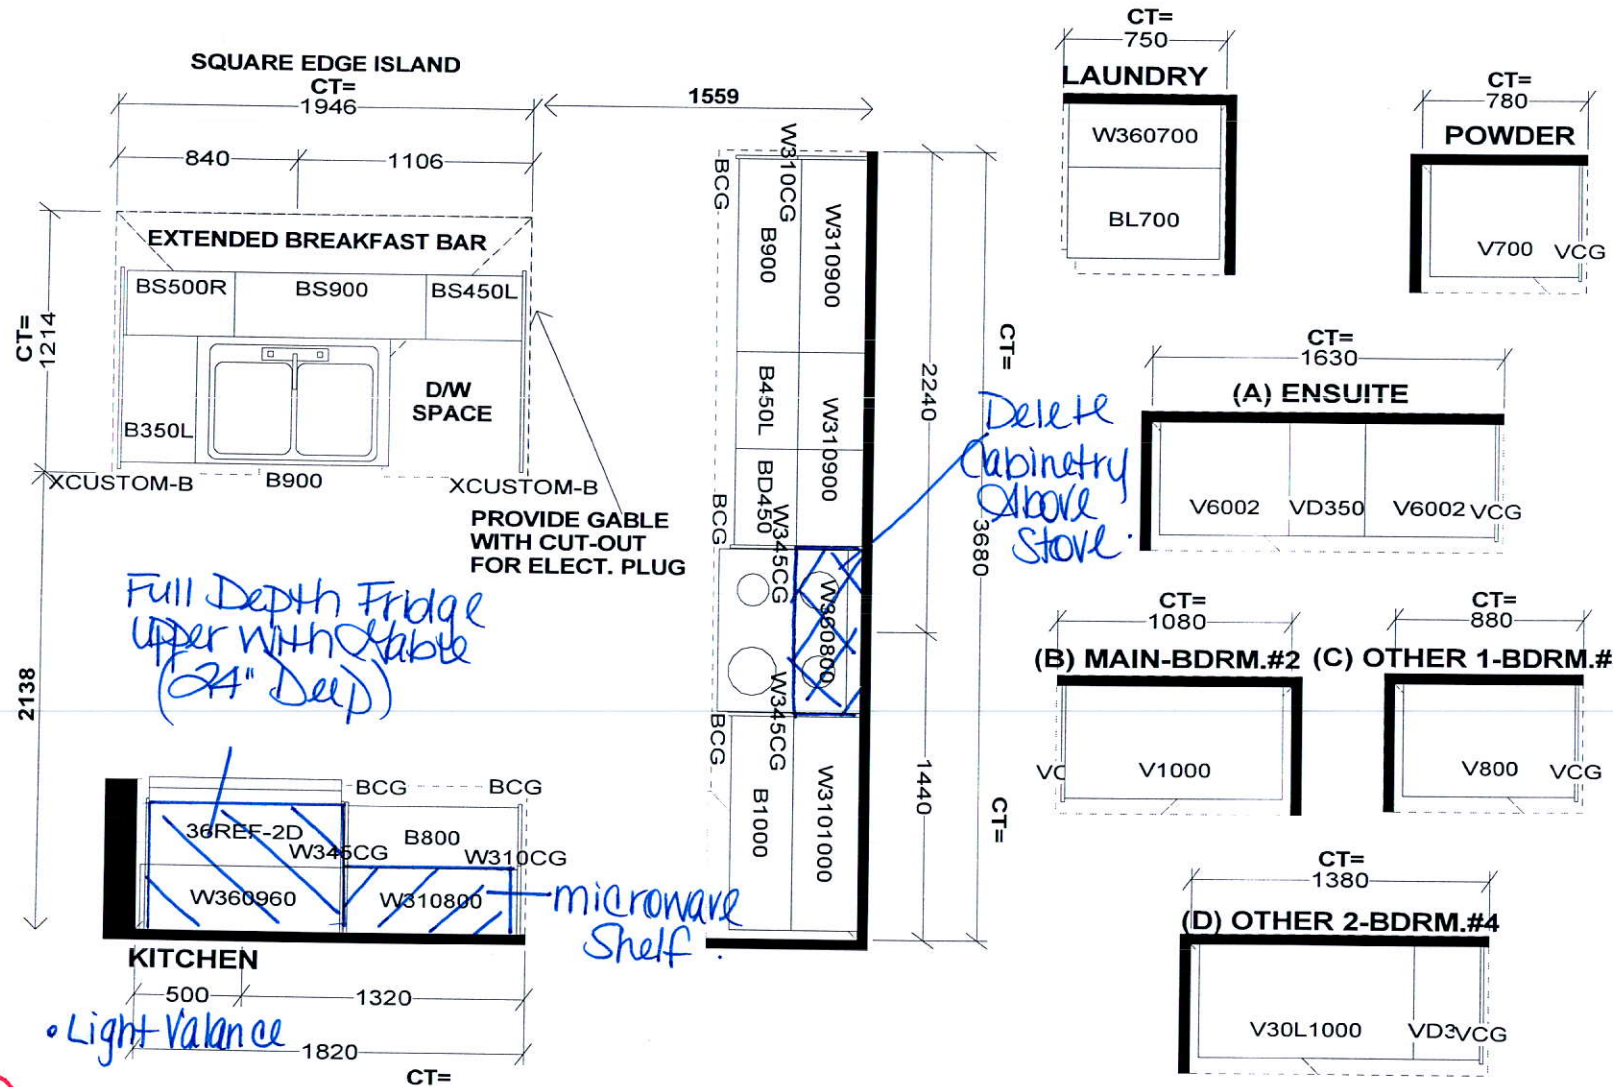 SQUARE EDGE ISLAND
CT=
1946
840
1106
1559
EXTENDED BREAKFAST BAR
BS500R
BS900
BS450L
CT=
1214
B350L
D/W
SPACE
XCUSTOM-B
B900
XCUSTOM-B
PROVIDE GABLE
WITH CUT-OUT
FOR ELECT. PLUG
2138
Full Depth Fridge
Upper With Gable
(24" Deep)
BCG
BCG
36REF-2D
W345CG
B800
W310CG
W360960
W310800
microwave
Shelf.
KITCHEN
500
1320
• Light Valance
1820
CT=
BCG
W310CG
B900
W310900
B450L
W310900
BCG
BD450
W345CG
W360800
W345CG
BCG
B1000
W3101000
2240
1440
CT=
3680
CT=
Delete
Cabinetry
Above
Stove.
CT=
750
LAUNDRY
W360700
BL700
CT=
780
POWDER
V700
VCG
CT=
1630
(A) ENSUITE
V6002
VD350
V6002
VCG
CT=
1080
(B) MAIN-BDRM.#2
VC
V1000
CT=
880
(C) OTHER 1-BDRM.#
V800
VCG
CT=
1380
(D) OTHER 2-BDRM.#4
V30L1000
VD3
VCG